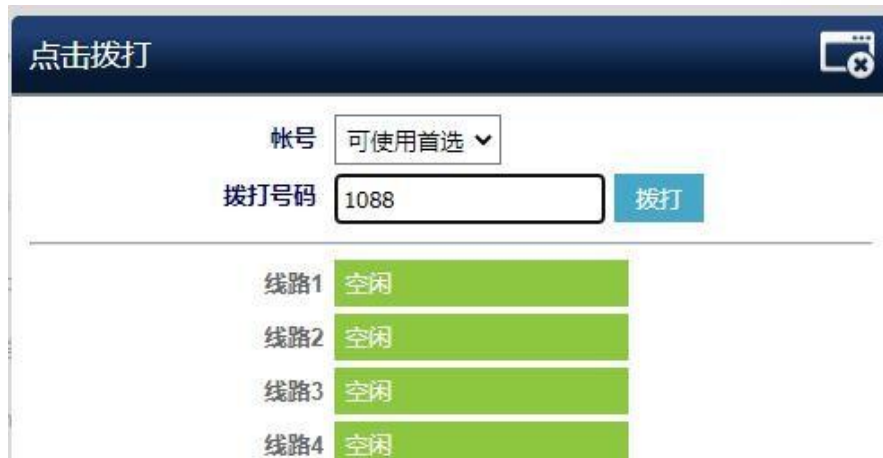 点击拨打
帐号 可使用首选
拨打号码 1088 拨打
线路1 空闲
线路2 空闲
线路3 空闲
线路4 空闲